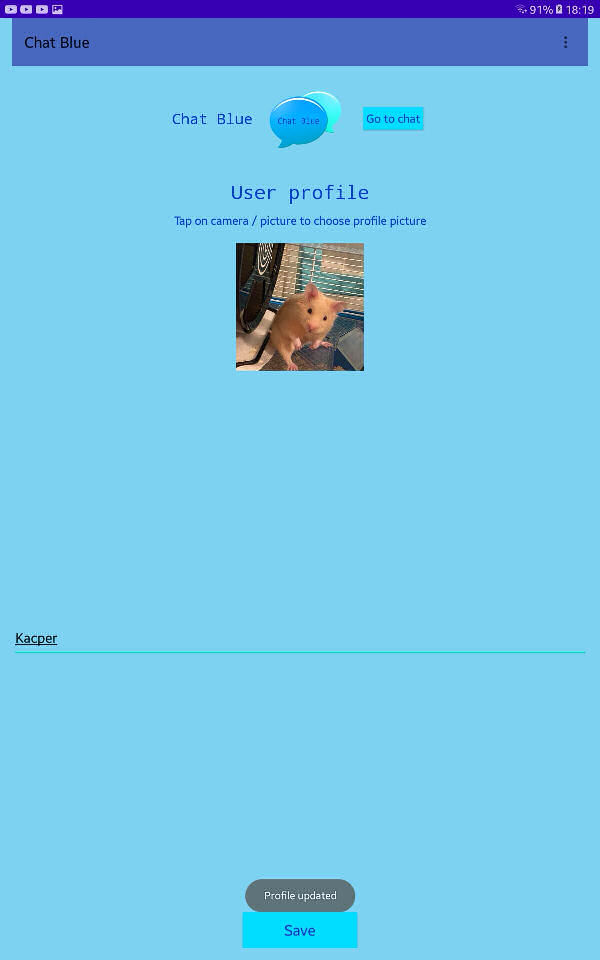 91% 18:19
Chat Blue
Chat Blue Chat Blue Go to chat
User profile
Tap on camera / picture to choose profile picture
Kacper
Profile updated
Save